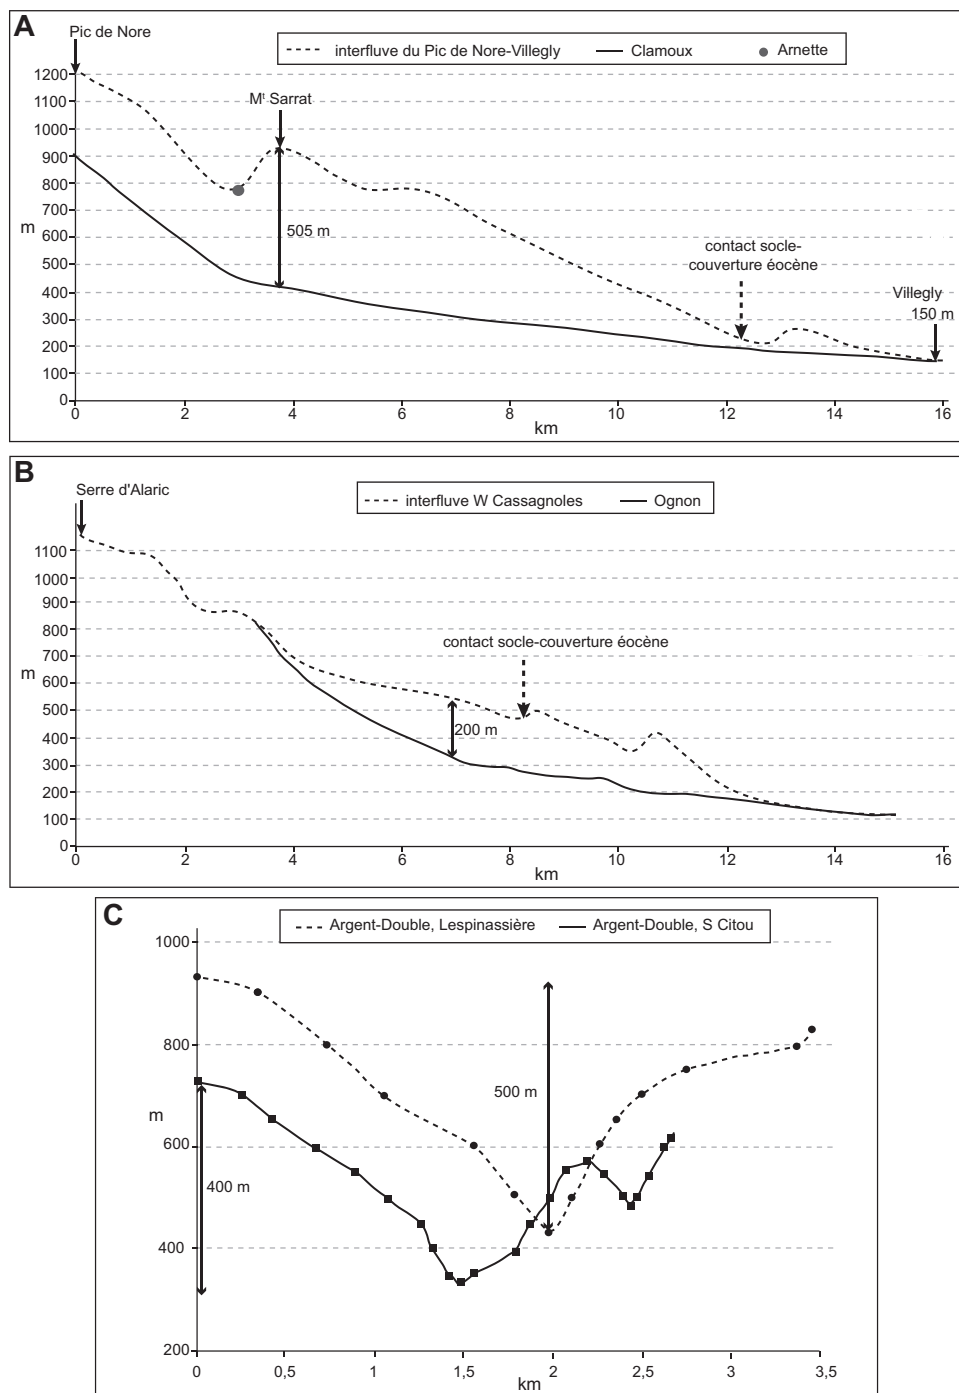 A
Pic de Nore
interfluve du Pic de Nore-Villegly
Clamoux
Arnette
1200
1100
1000
900
800
700
m
600
500
400
300
200
100
0
Mt Sarrat
505 m
contact socle-
couverture éocène
Villegly
150 m
0 2 4 6 8 10 12 14 16
km
B
Serre d'Alaric
interfluve W Cassagnoles
Ognon
1100
1000
900
800
700
m
600
500
400
300
200
100
0
contact socle-couverture éocène
200 m
0 2 4 6 8 10 12 14 16
km
C
Argent-Double, Lespinassière
Argent-Double, S Citou
1000
800
m
600
400
200
500 m
400 m
0 0,5 1 1,5 2 2,5 3 3,5
km